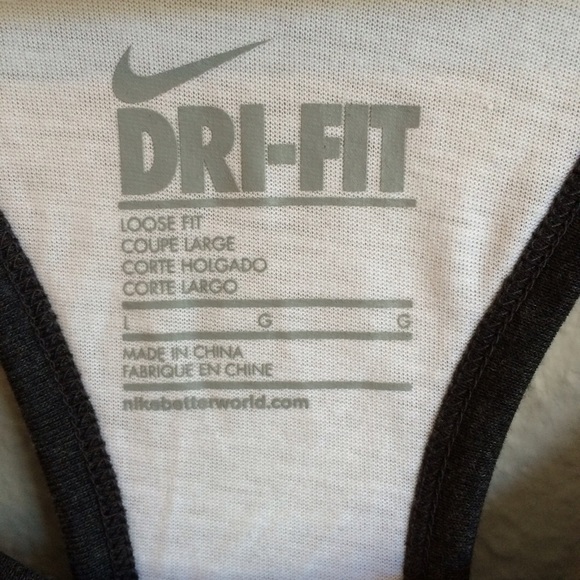 DRI-FIT
LOOSE FIT
COUPE LARGE
CORTE HOLGADO
CORTE LARGO
L G G
MADE IN CHINA
FABRIQUE EN CHINE
nikebetterworld.com